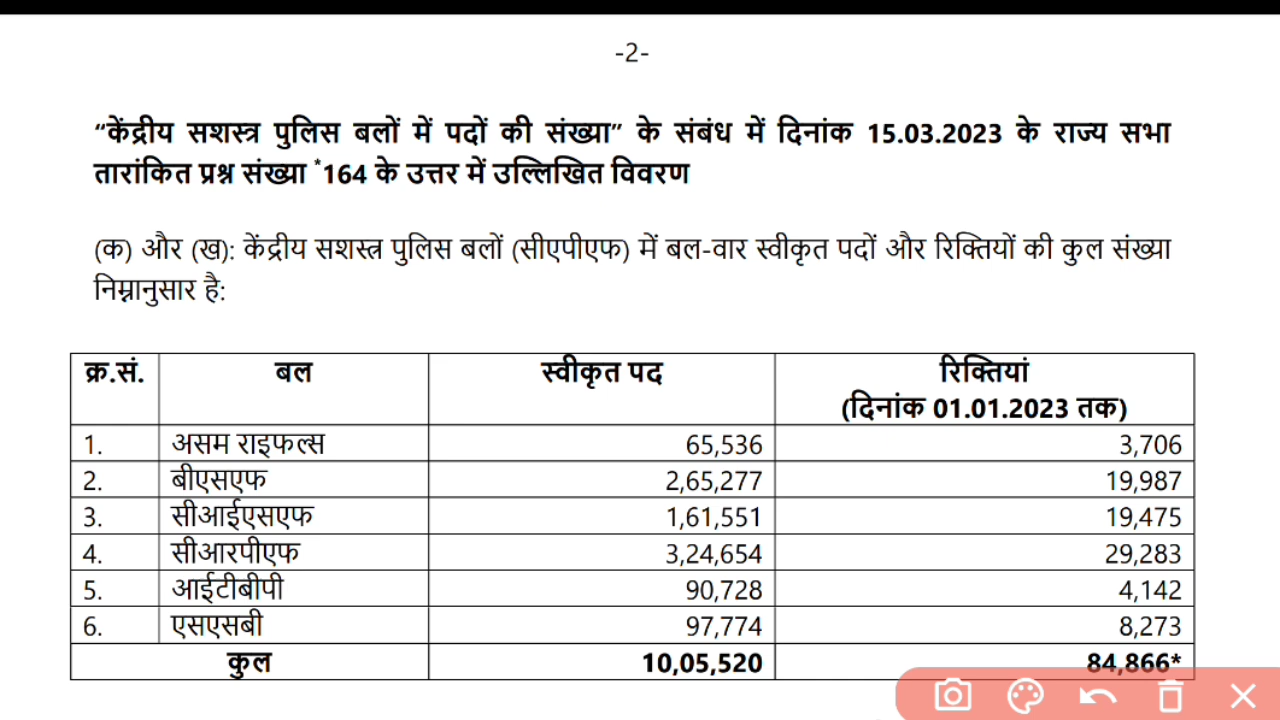 -2-
“केंद्रीय सशस्त्र पुलिस बलों में पदों की संख्या” के संबंध में दिनांक 15.03.2023 के राज्य सभा
तारांकित प्रश्न संख्या *164 के उत्तर में उल्लिखित विवरण
(क) और (ख): केंद्रीय सशस्त्र पुलिस बलों (सीएपीएफ) में बल-वार स्वीकृत पदों और रिक्तियों की कुल संख्या
निम्नानुसार है:
क्र.सं. बल स्वीकृत पद रिक्तियां
(दिनांक 01.01.2023 तक)
1. असम राइफल्स 65,536 3,706
2. बीएसएफ 2,65,277 19,987
3. सीआईएसएफ 1,61,551 19,475
4. सीआरपीएफ 3,24,654 29,283
5. आईटीबीपी 90,728 4,142
6. एसएसबी 97,774 8,273
कुल 10,05,520 84,866*